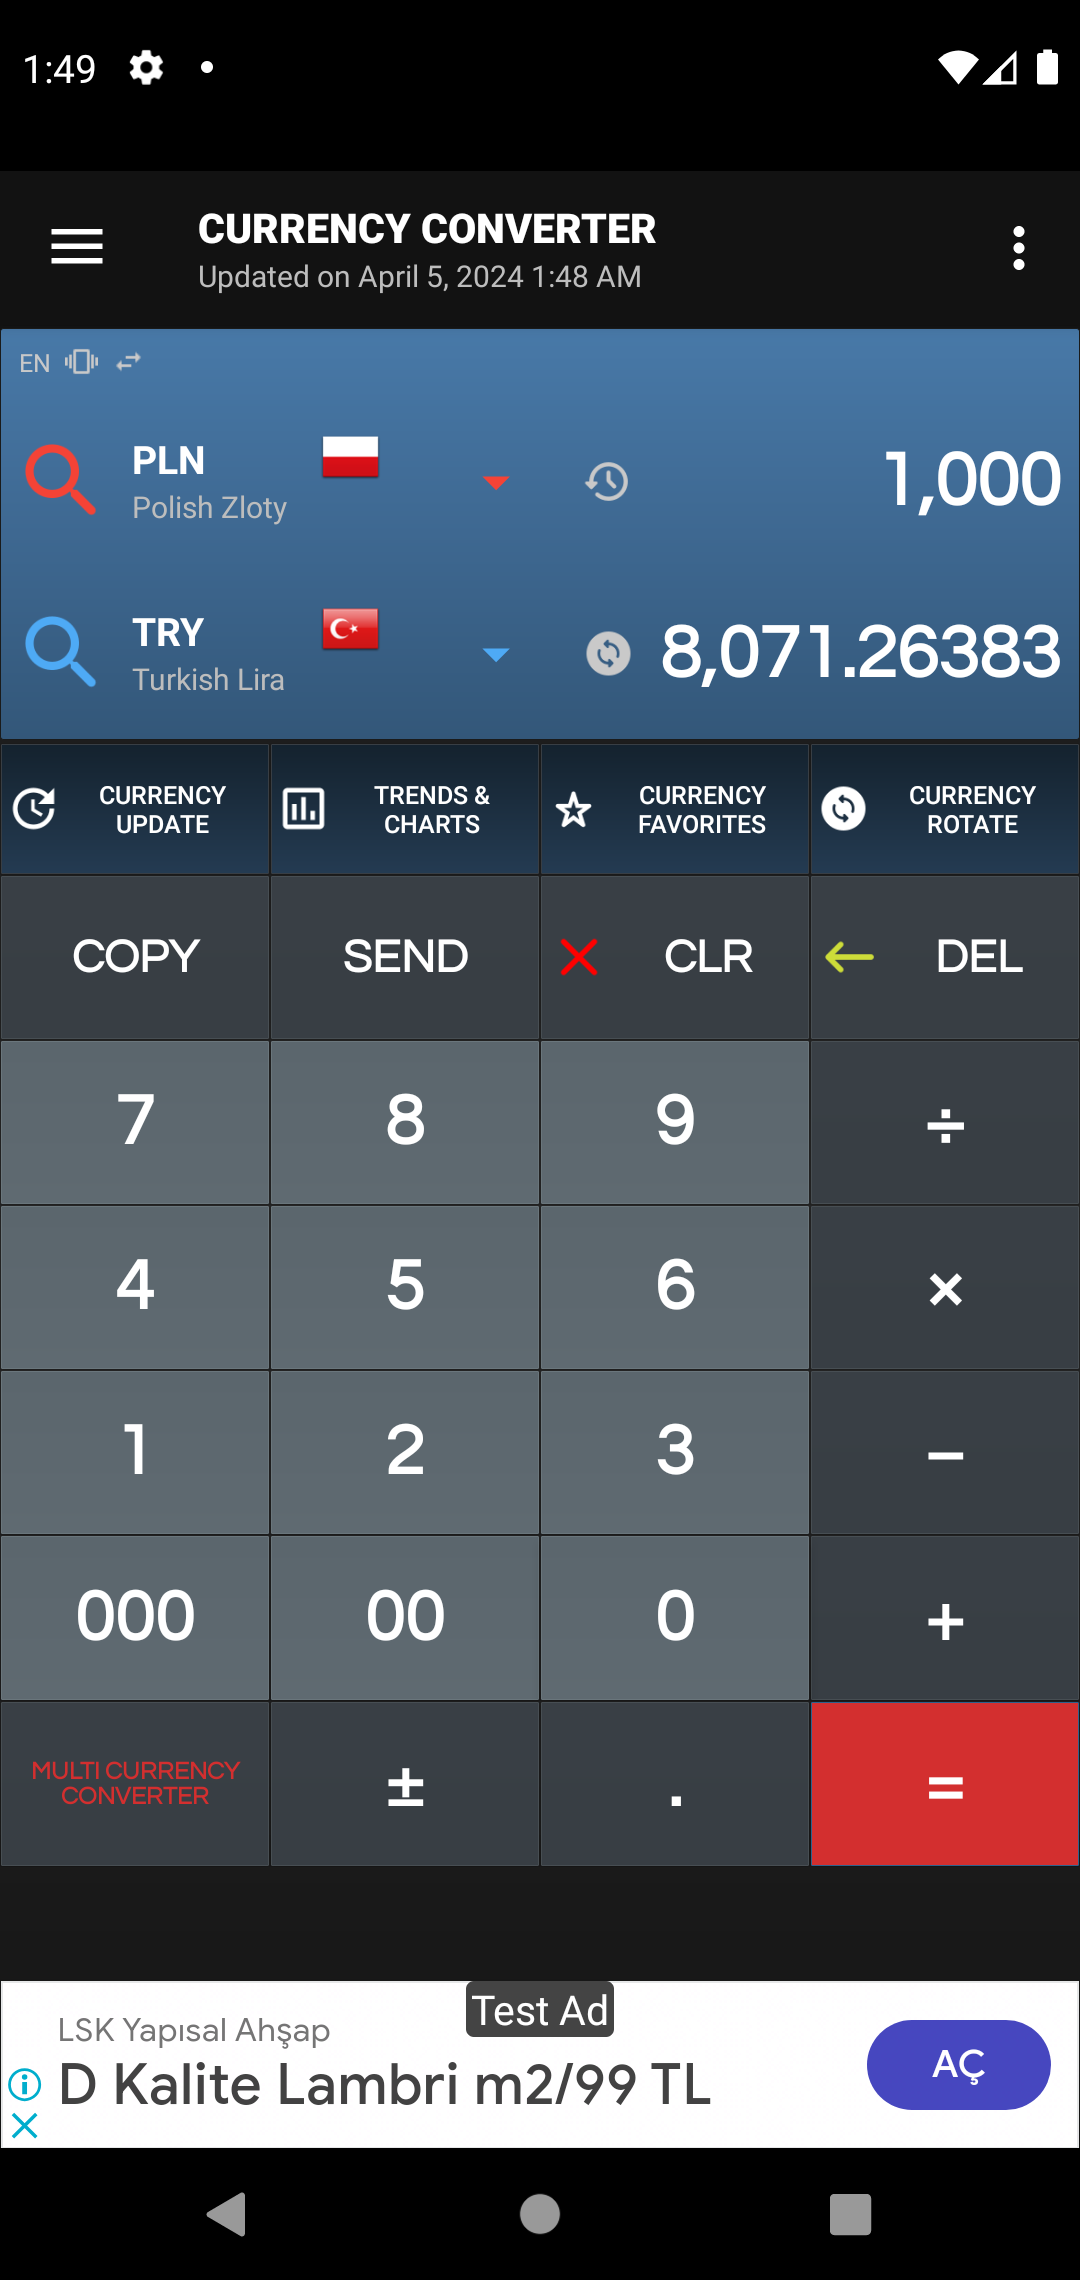 1:49
CURRENCY CONVERTER
Updated on April 5, 2024 1:48 AM
EN
PLN
Polish Zloty
1,000
TRY
Turkish Lira
8,071.26383
CURRENCY
UPDATE
TRENDS &
CHARTS
CURRENCY
FAVORITES
CURRENCY
ROTATE
COPY
SEND
CLR
DEL
7
8
9
÷
4
5
6
×
1
2
3
−
000
00
0
+
MULTI CURRENCY
CONVERTER
±
.
=
Test Ad
LSK Yapısal Ahşap
D Kalite Lambri m2/99 TL
AÇ